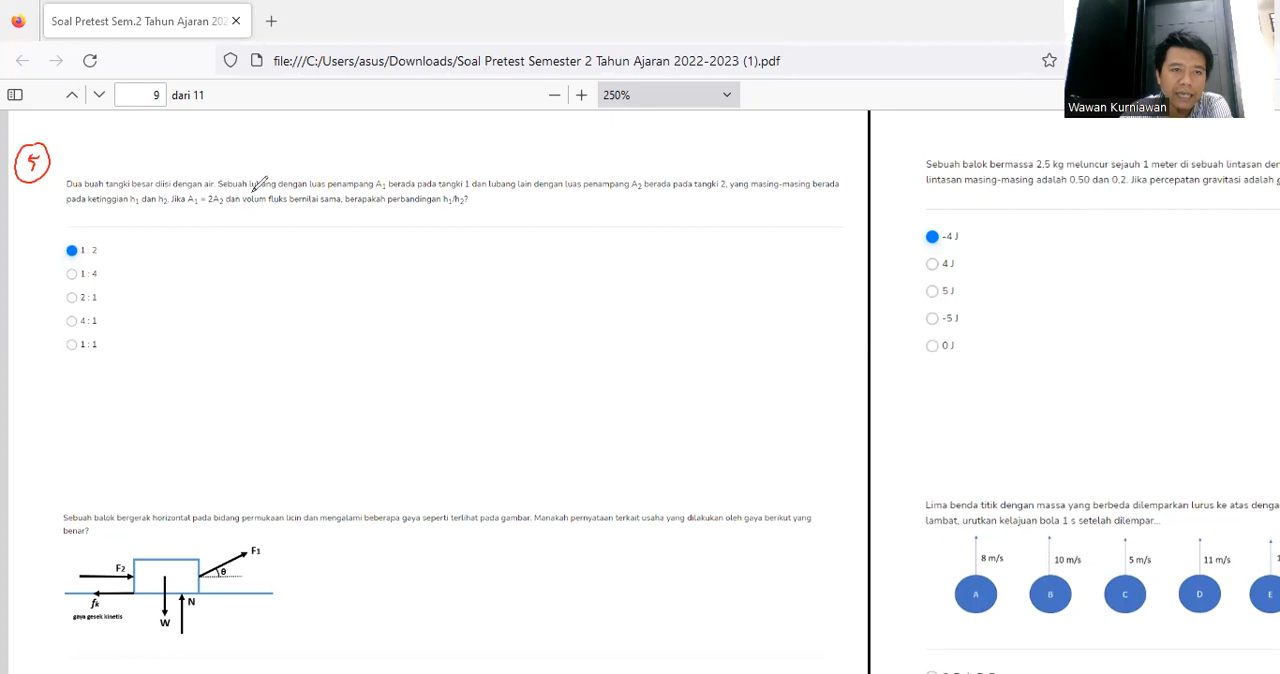 Soal Pretest Sem.2 Tahun Ajaran 202
file:///C:/Users/asus/Downloads/Soal Pretest Semester 2 Tahun Ajaran 2022-2023 (1).pdf
9 dari 11
250%
Wawan Kurniawan
5
Dua buah tangki besar diisi dengan air. Sebuah lubang dengan luas penampang A1 berada pada tangki 1 dan lubang lain dengan luas penampang A2 berada pada tangki 2, yang masing-masing berada
pada ketinggian h1 dan h2. Jika A1 = 2A2 dan volum fluks bernilai sama, berapakah perbandingan h1/h2?
1 : 2
1 : 4
2 : 1
4 : 1
1 : 1
Sebuah balok bergerak horizontal pada bidang permukaan licin dan mengalami beberapa gaya seperti terlihat pada gambar. Manakah pernyataan terkait usaha yang dilakukan oleh gaya berikut yang
benar?
F1
F2
θ
fk
N
gaya gesek kinetis
W
Sebuah balok bermassa 2,5 kg meluncur sejauh 1 meter di sebuah lintasan
lintasan masing-masing adalah 0,50 dan 0,2. Jika percepatan gravitasi adalah
-4 J
4 J
5 J
-5 J
0 J
Lima benda titik dengan massa yang berbeda dilemparkan lurus ke atas
lambat, urutkan kelajuan bola 1 s setelah dilempar...
8 m/s 10 m/s 5 m/s 11 m/s
A B C D E